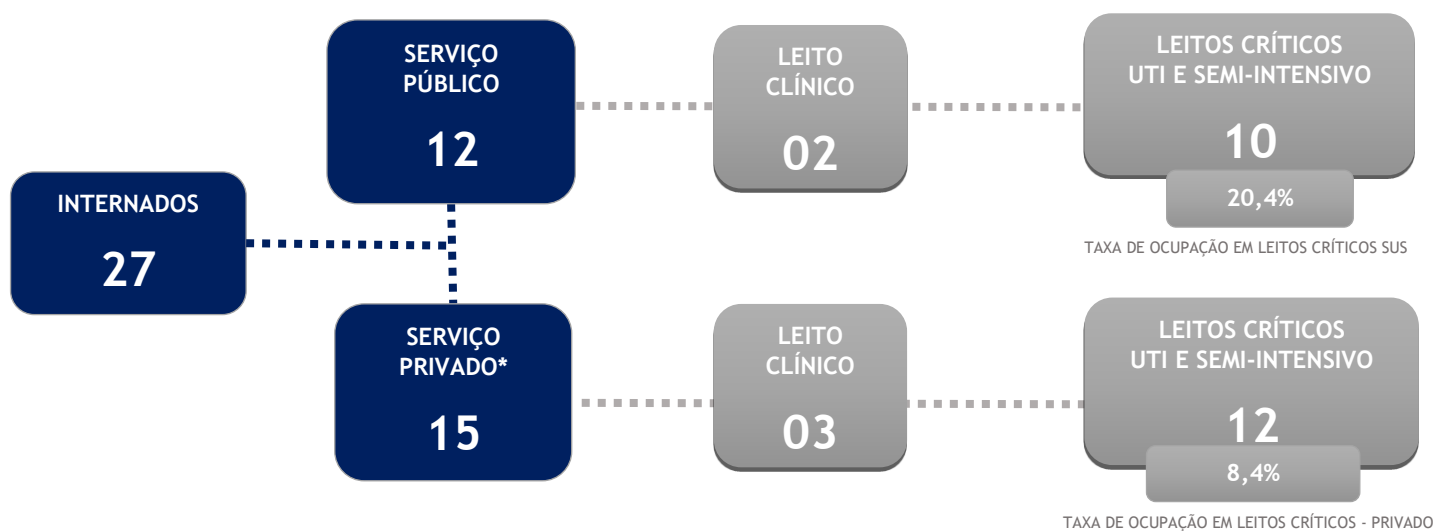 INTERNADOS
27
SERVIÇO
PÚBLICO
12
LEITO
CLÍNICO
02
LEITOS CRÍTICOS
UTI E SEMI-INTENSIVO
10
20,4%
TAXA DE OCUPAÇÃO EM LEITOS CRÍTICOS SUS
SERVIÇO
PRIVADO*
15
LEITO
CLÍNICO
03
LEITOS CRÍTICOS
UTI E SEMI-INTENSIVO
12
8,4%
TAXA DE OCUPAÇÃO EM LEITOS CRÍTICOS - PRIVADO